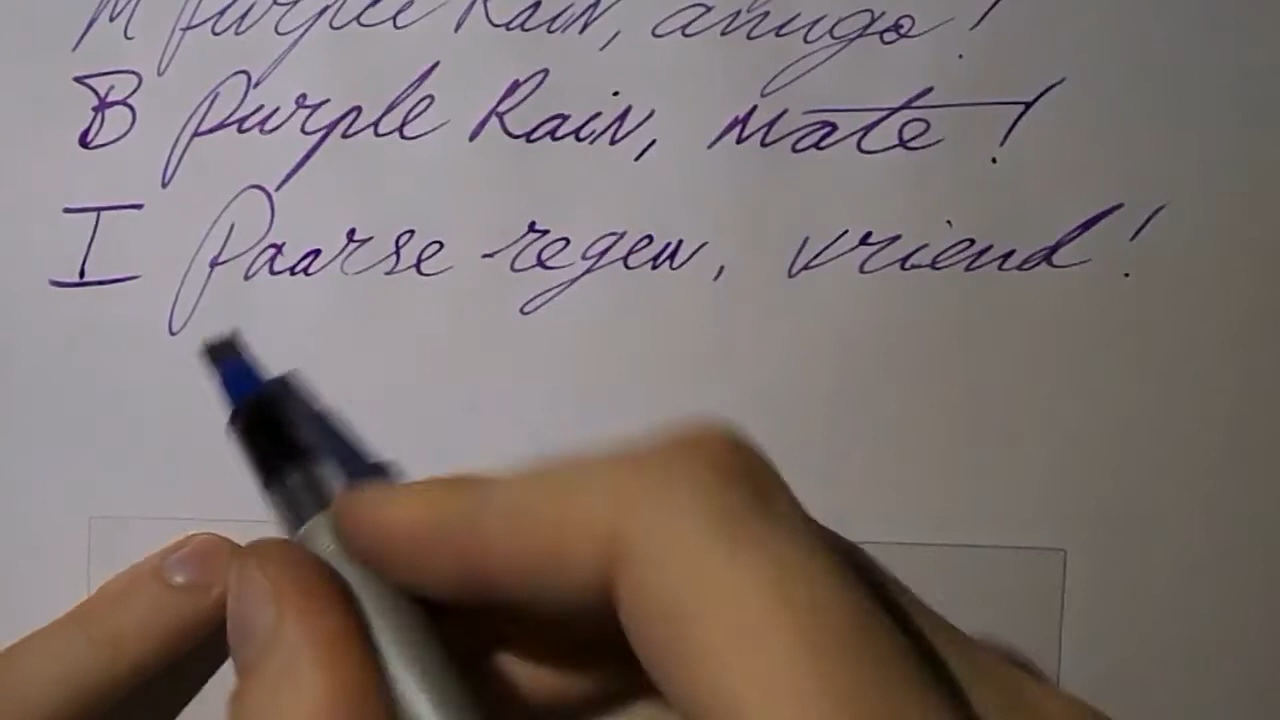 M Purple Rain, amigo!
B Purple Rain, mate!
I Paarse regen, vriend!